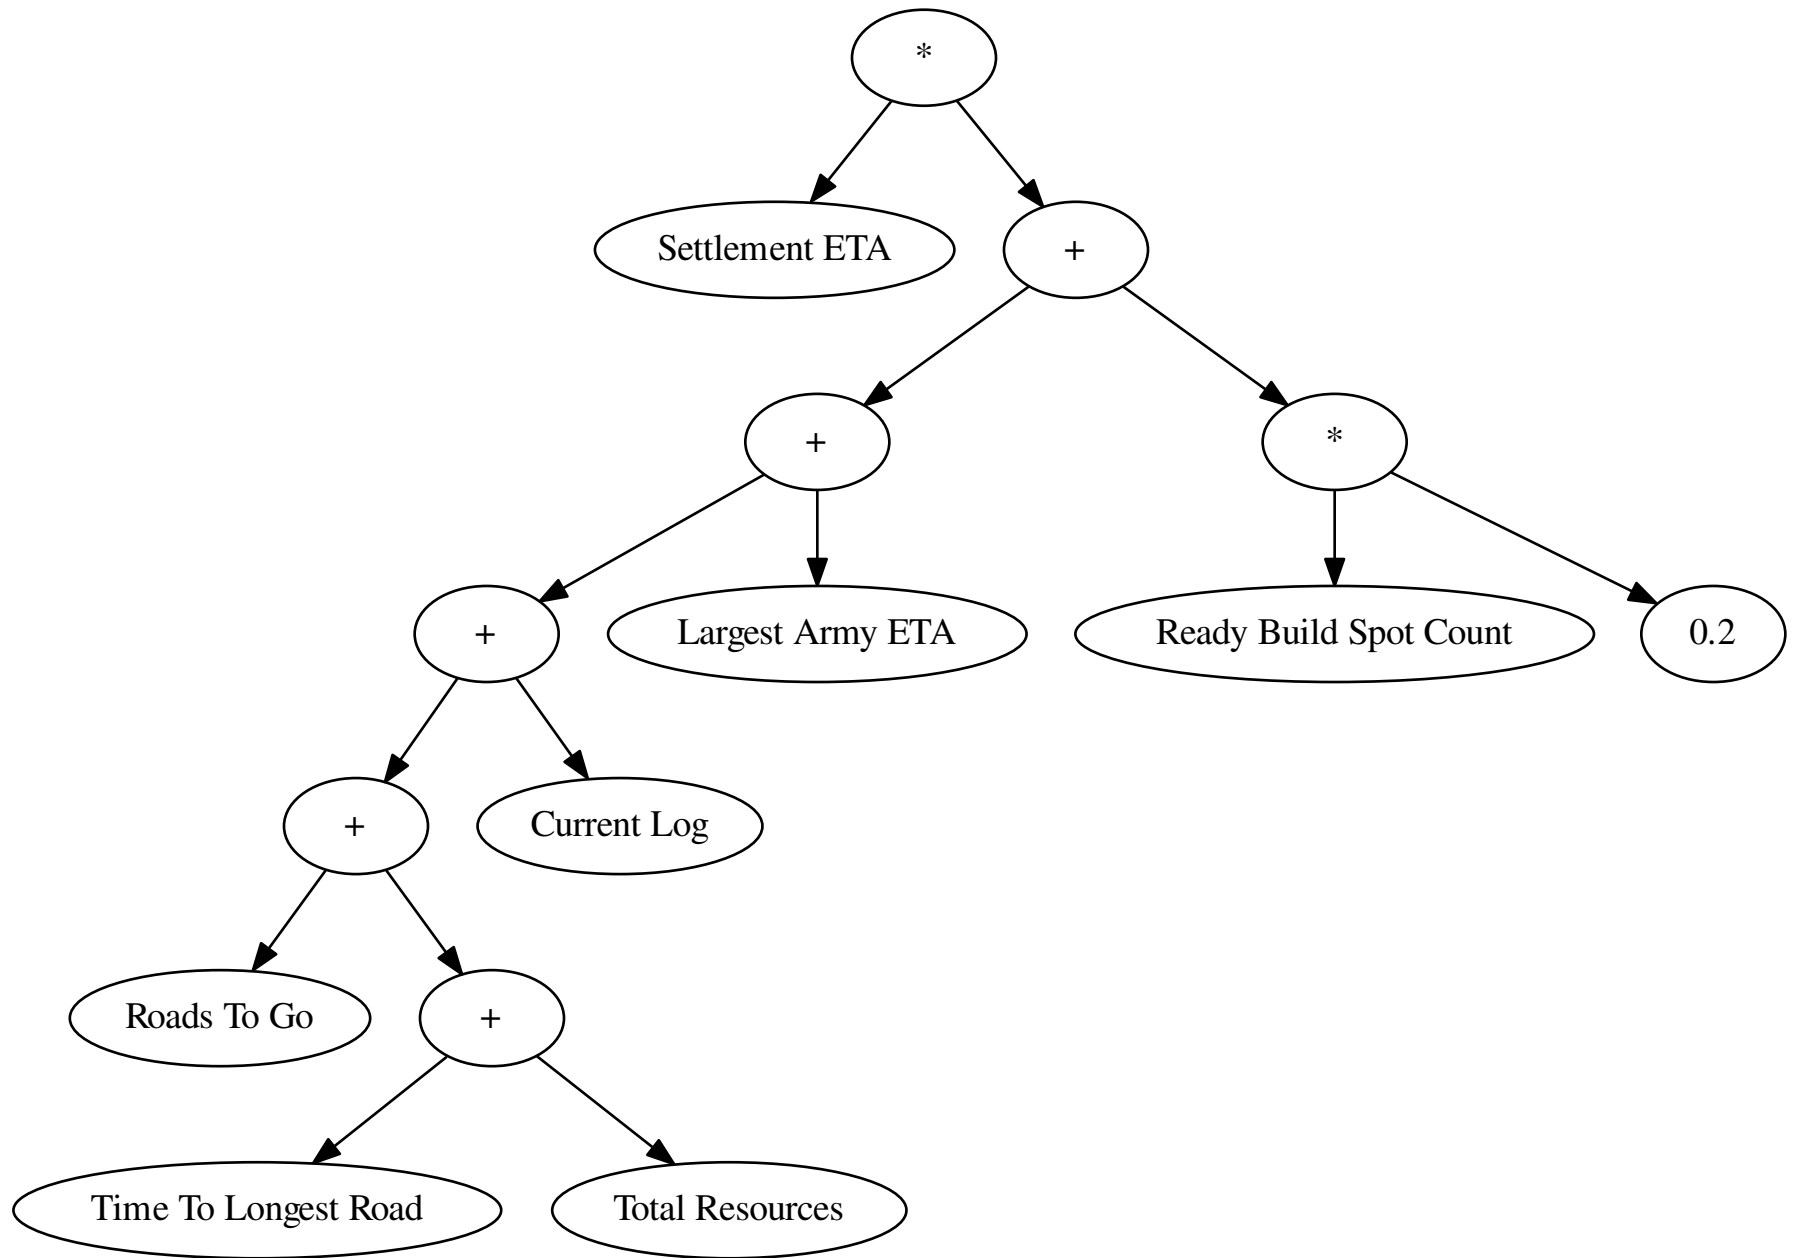 *
Settlement ETA
+
+
*
+
Largest Army ETA
Ready Build Spot Count
0.2
+
Current Log
Roads To Go
+
Time To Longest Road
Total Resources